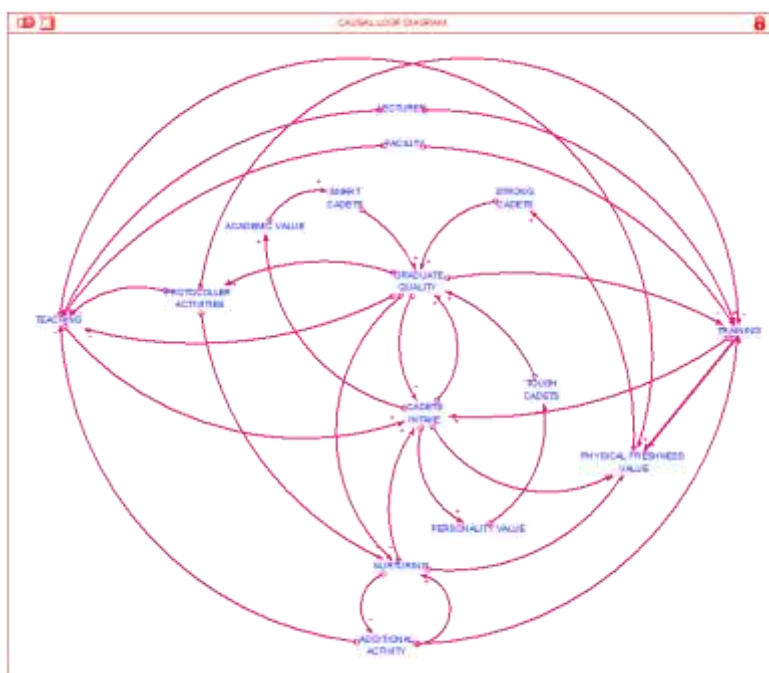 CAUSAL LOOP DIAGRAM
LECTURER
FACILITY
SMART
CADETS
STRONG
CADETS
ACADEMIC VALUE
GRADUATE
QUALITY
PROTOCOLLER
ACTIVITIES
TEACHING
TRAINING
TOUGH
CADETS
CADETS
INTAKE
PHYSICAL FRESHNESS
VALUE
PERSONALITY VALUE
NURTURING
ADDITIONAL
ACTIVITY